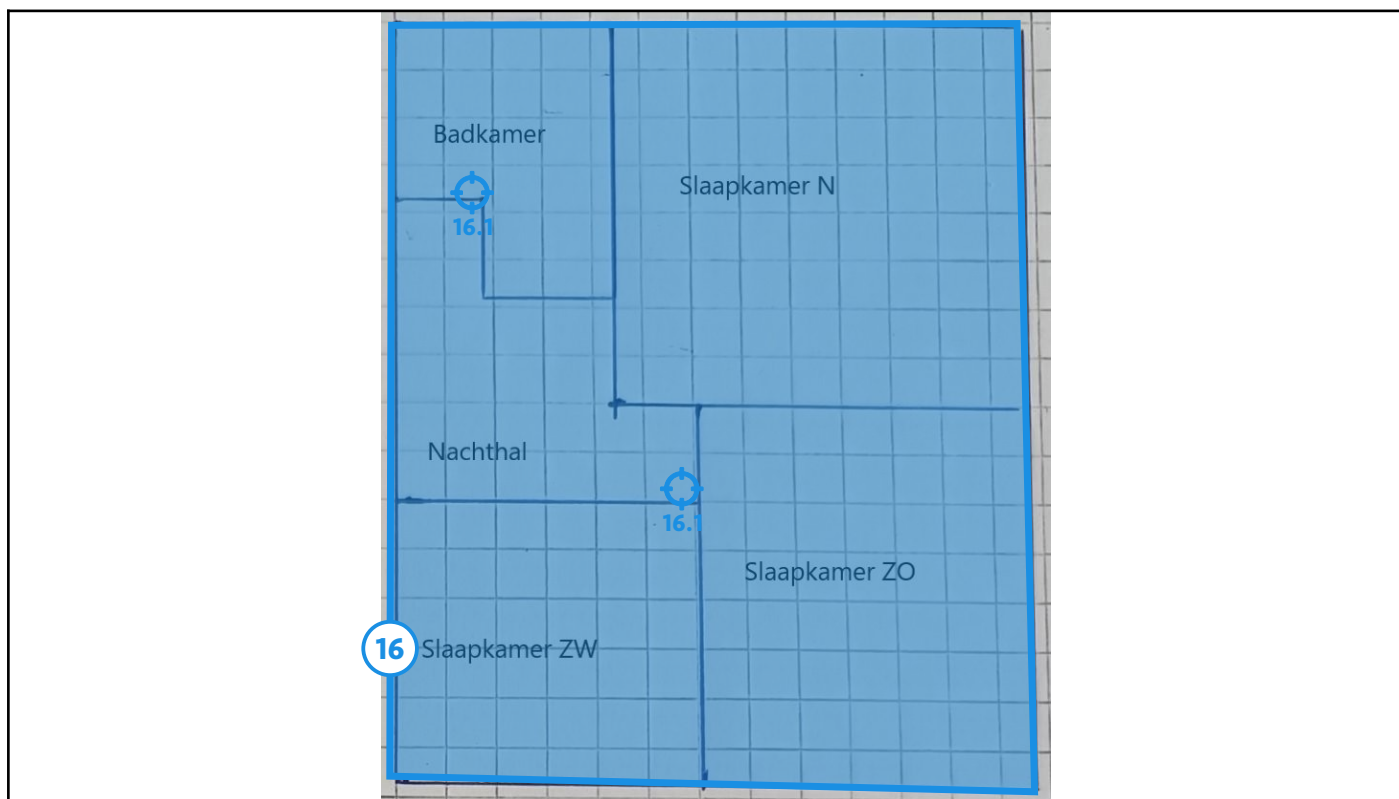 Badkamer
Slaapkamer N
16.1
Nachthal
16.1
Slaapkamer ZO
16 Slaapkamer ZW